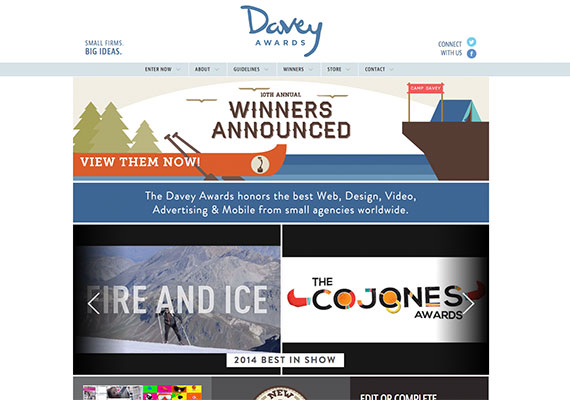 Davey
AWARDS
SMALL FIRMS.
BIG IDEAS.
CONNECT
WITH US
ENTER NOW
ABOUT
GUIDELINES
WINNERS
STORE
CONTACT
10TH ANNUAL
WINNERS
ANNOUNCED
CAMP DAVEY
VIEW THEM NOW!
The Davey Awards honors the best Web, Design, Video,
Advertising & Mobile from small agencies worldwide.
FIRE AND ICE
THE
COJONES
AWARDS
2014 BEST IN SHOW
NEW
EDIT OR COMPLETE